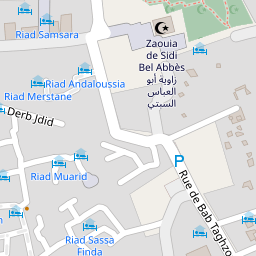 Riad Samsara
Zaouia
de Sidi
Bel Abbès
زاوية أبو
العباس
السبتي
Riad Andaloussia
Riad Merstane
Derb Jdid
P
Riad Muarid
Rue de Bab Taghzo
Riad Sassa
Finda